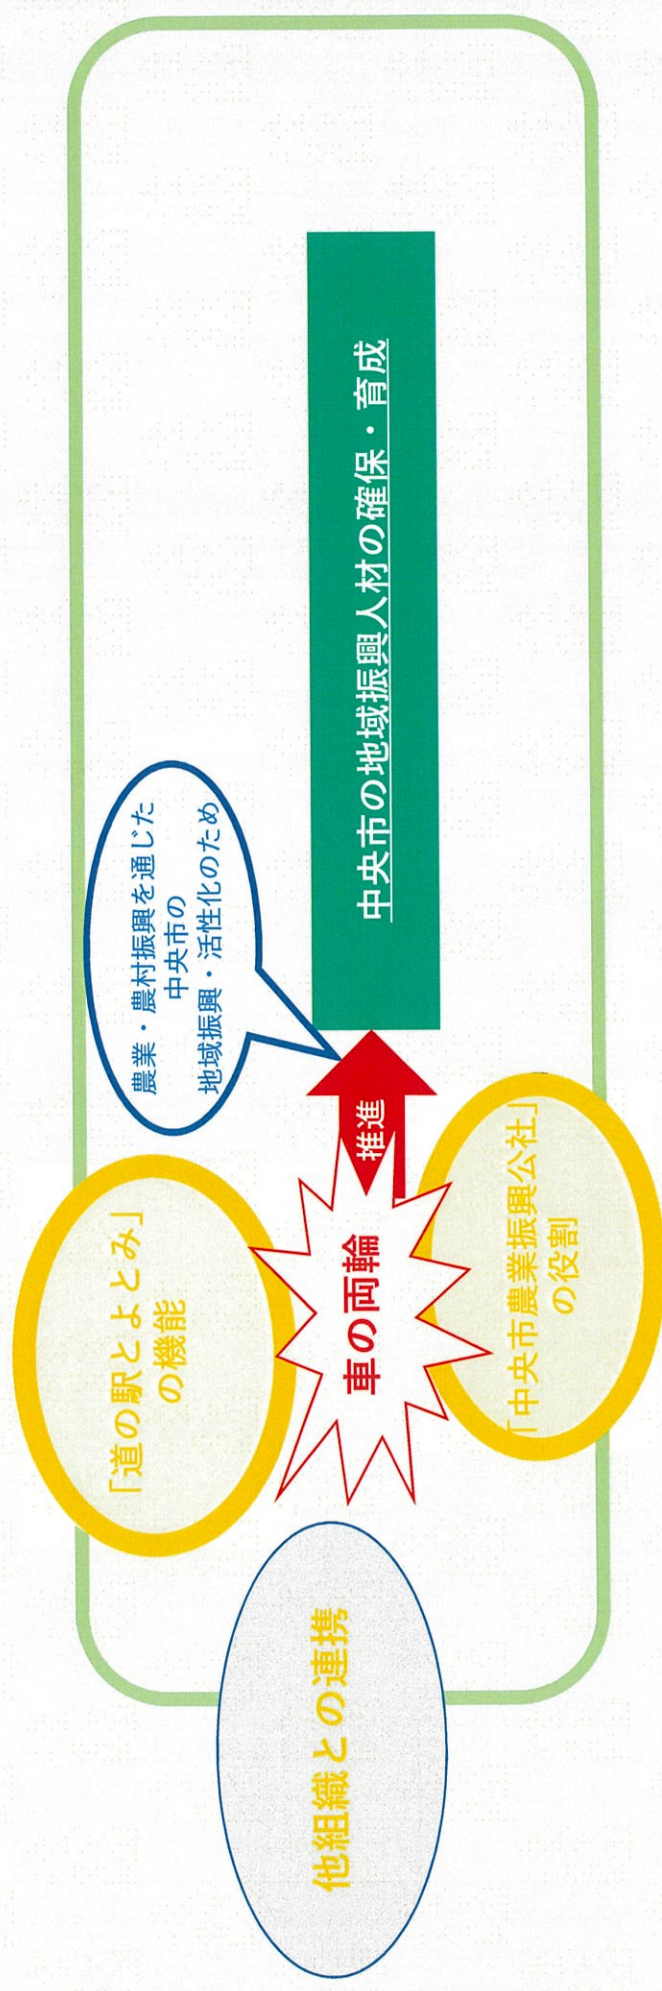 他組織との連携
「道の駅とよとみ」
の機能
車の両輪
「中央市農業振興公社」
の役割
推進
農業・農村振興を通じた
中央市の
地域振興・活性化のため
中央市の地域振興人材の確保・育成